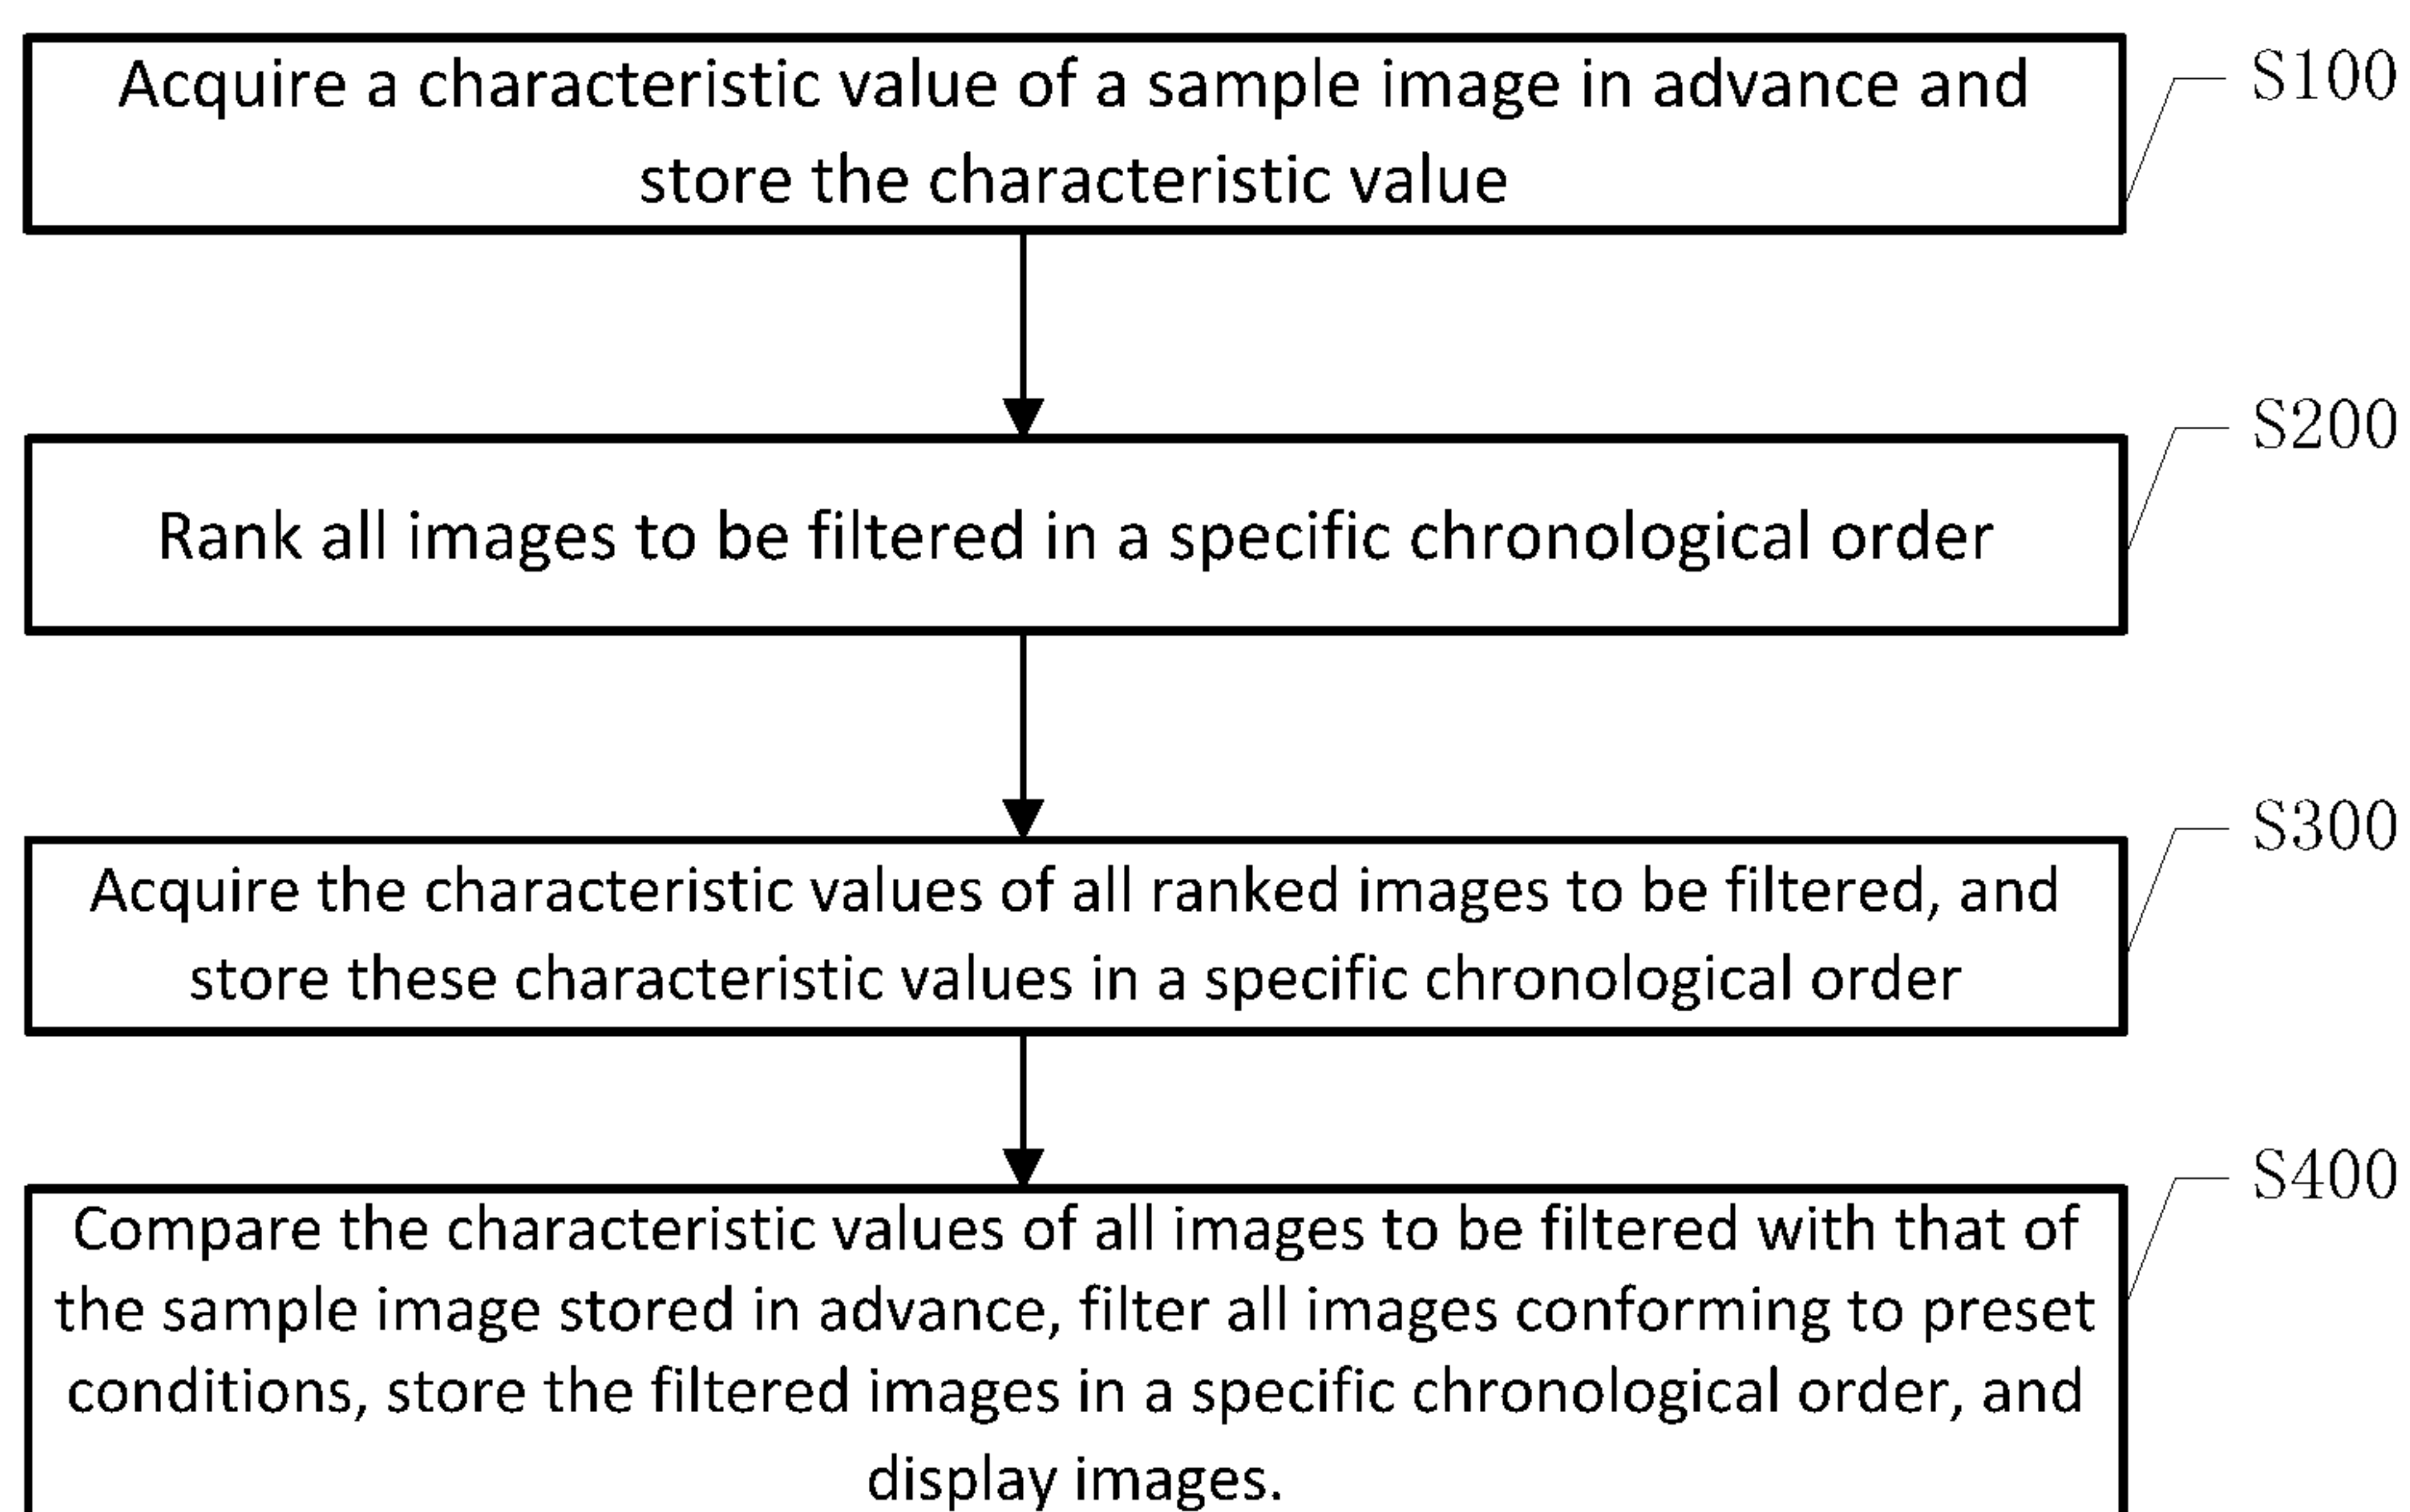 Acquire a characteristic value of a sample image in advance and
store the characteristic value
S100
Rank all images to be filtered in a specific chronological order
S200
Acquire the characteristic values of all ranked images to be filtered, and
store these characteristic values in a specific chronological order
S300
Compare the characteristic values of all images to be filtered with that of
the sample image stored in advance, filter all images conforming to preset
conditions, store the filtered images in a specific chronological order, and
display images.
S400